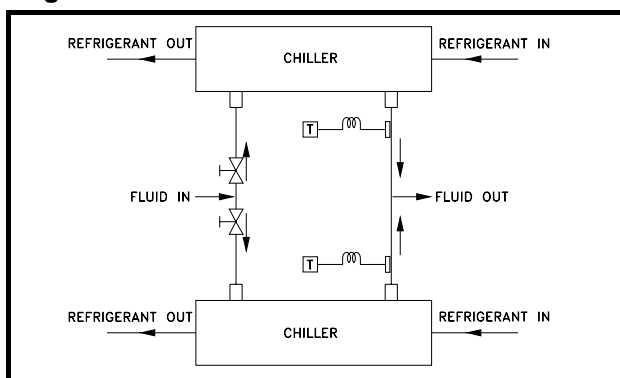 REFRIGERANT OUT
REFRIGERANT IN
CHILLER
T
FLUID IN
FLUID OUT
T
REFRIGERANT OUT
REFRIGERANT IN
CHILLER